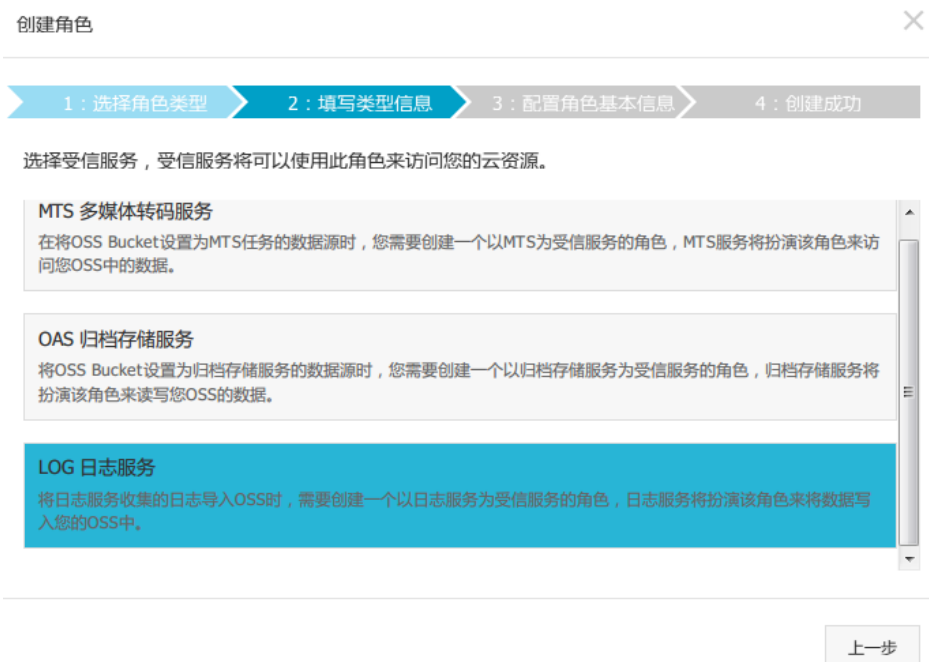 创建角色
1：选择角色类型
2：填写类型信息
3：配置角色基本信息
4：创建成功
选择受信服务，受信服务将可以使用此角色来访问您的云资源。
MTS 多媒体转码服务
在将OSS Bucket设置为MTS任务的数据源时，您需要创建一个以MTS为受信服务的角色，MTS服务将扮演该角色来访
问您OSS中的数据。
OAS 归档存储服务
将OSS Bucket设置为归档存储服务的数据源时，您需要创建一个以归档存储服务为受信服务的角色，归档存储服务将
扮演该角色来读写您OSS的数据。
LOG 日志服务
将日志服务收集的日志导入OSS时，需要创建一个以日志服务为受信服务的角色，日志服务将扮演该角色来将数据写
入您的OSS中。
上一步